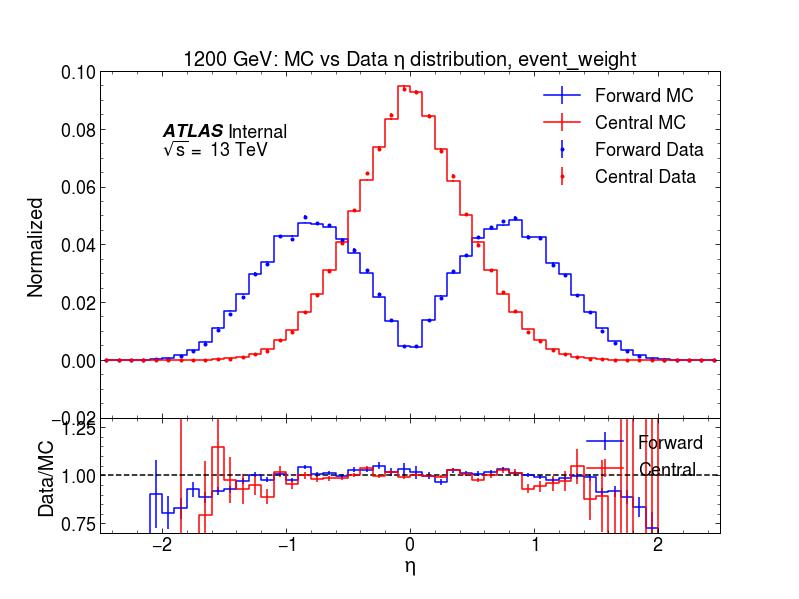 1200 GeV: MC vs Data η distribution, event_weight
0.10
0.08
0.06
0.04
0.02
0.00
−0.02
Normalized
ATLAS Internal
√s = 13 TeV
Forward MC
Central MC
Forward Data
Central Data
1.25
1.00
0.75
Data/MC
Forward
Central
−2
−1
0
1
2
η